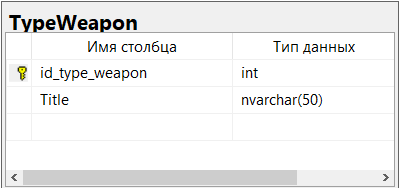 TypeWeapon
Имя столбца Тип данных
id_type_weapon int
Title nvarchar(50)